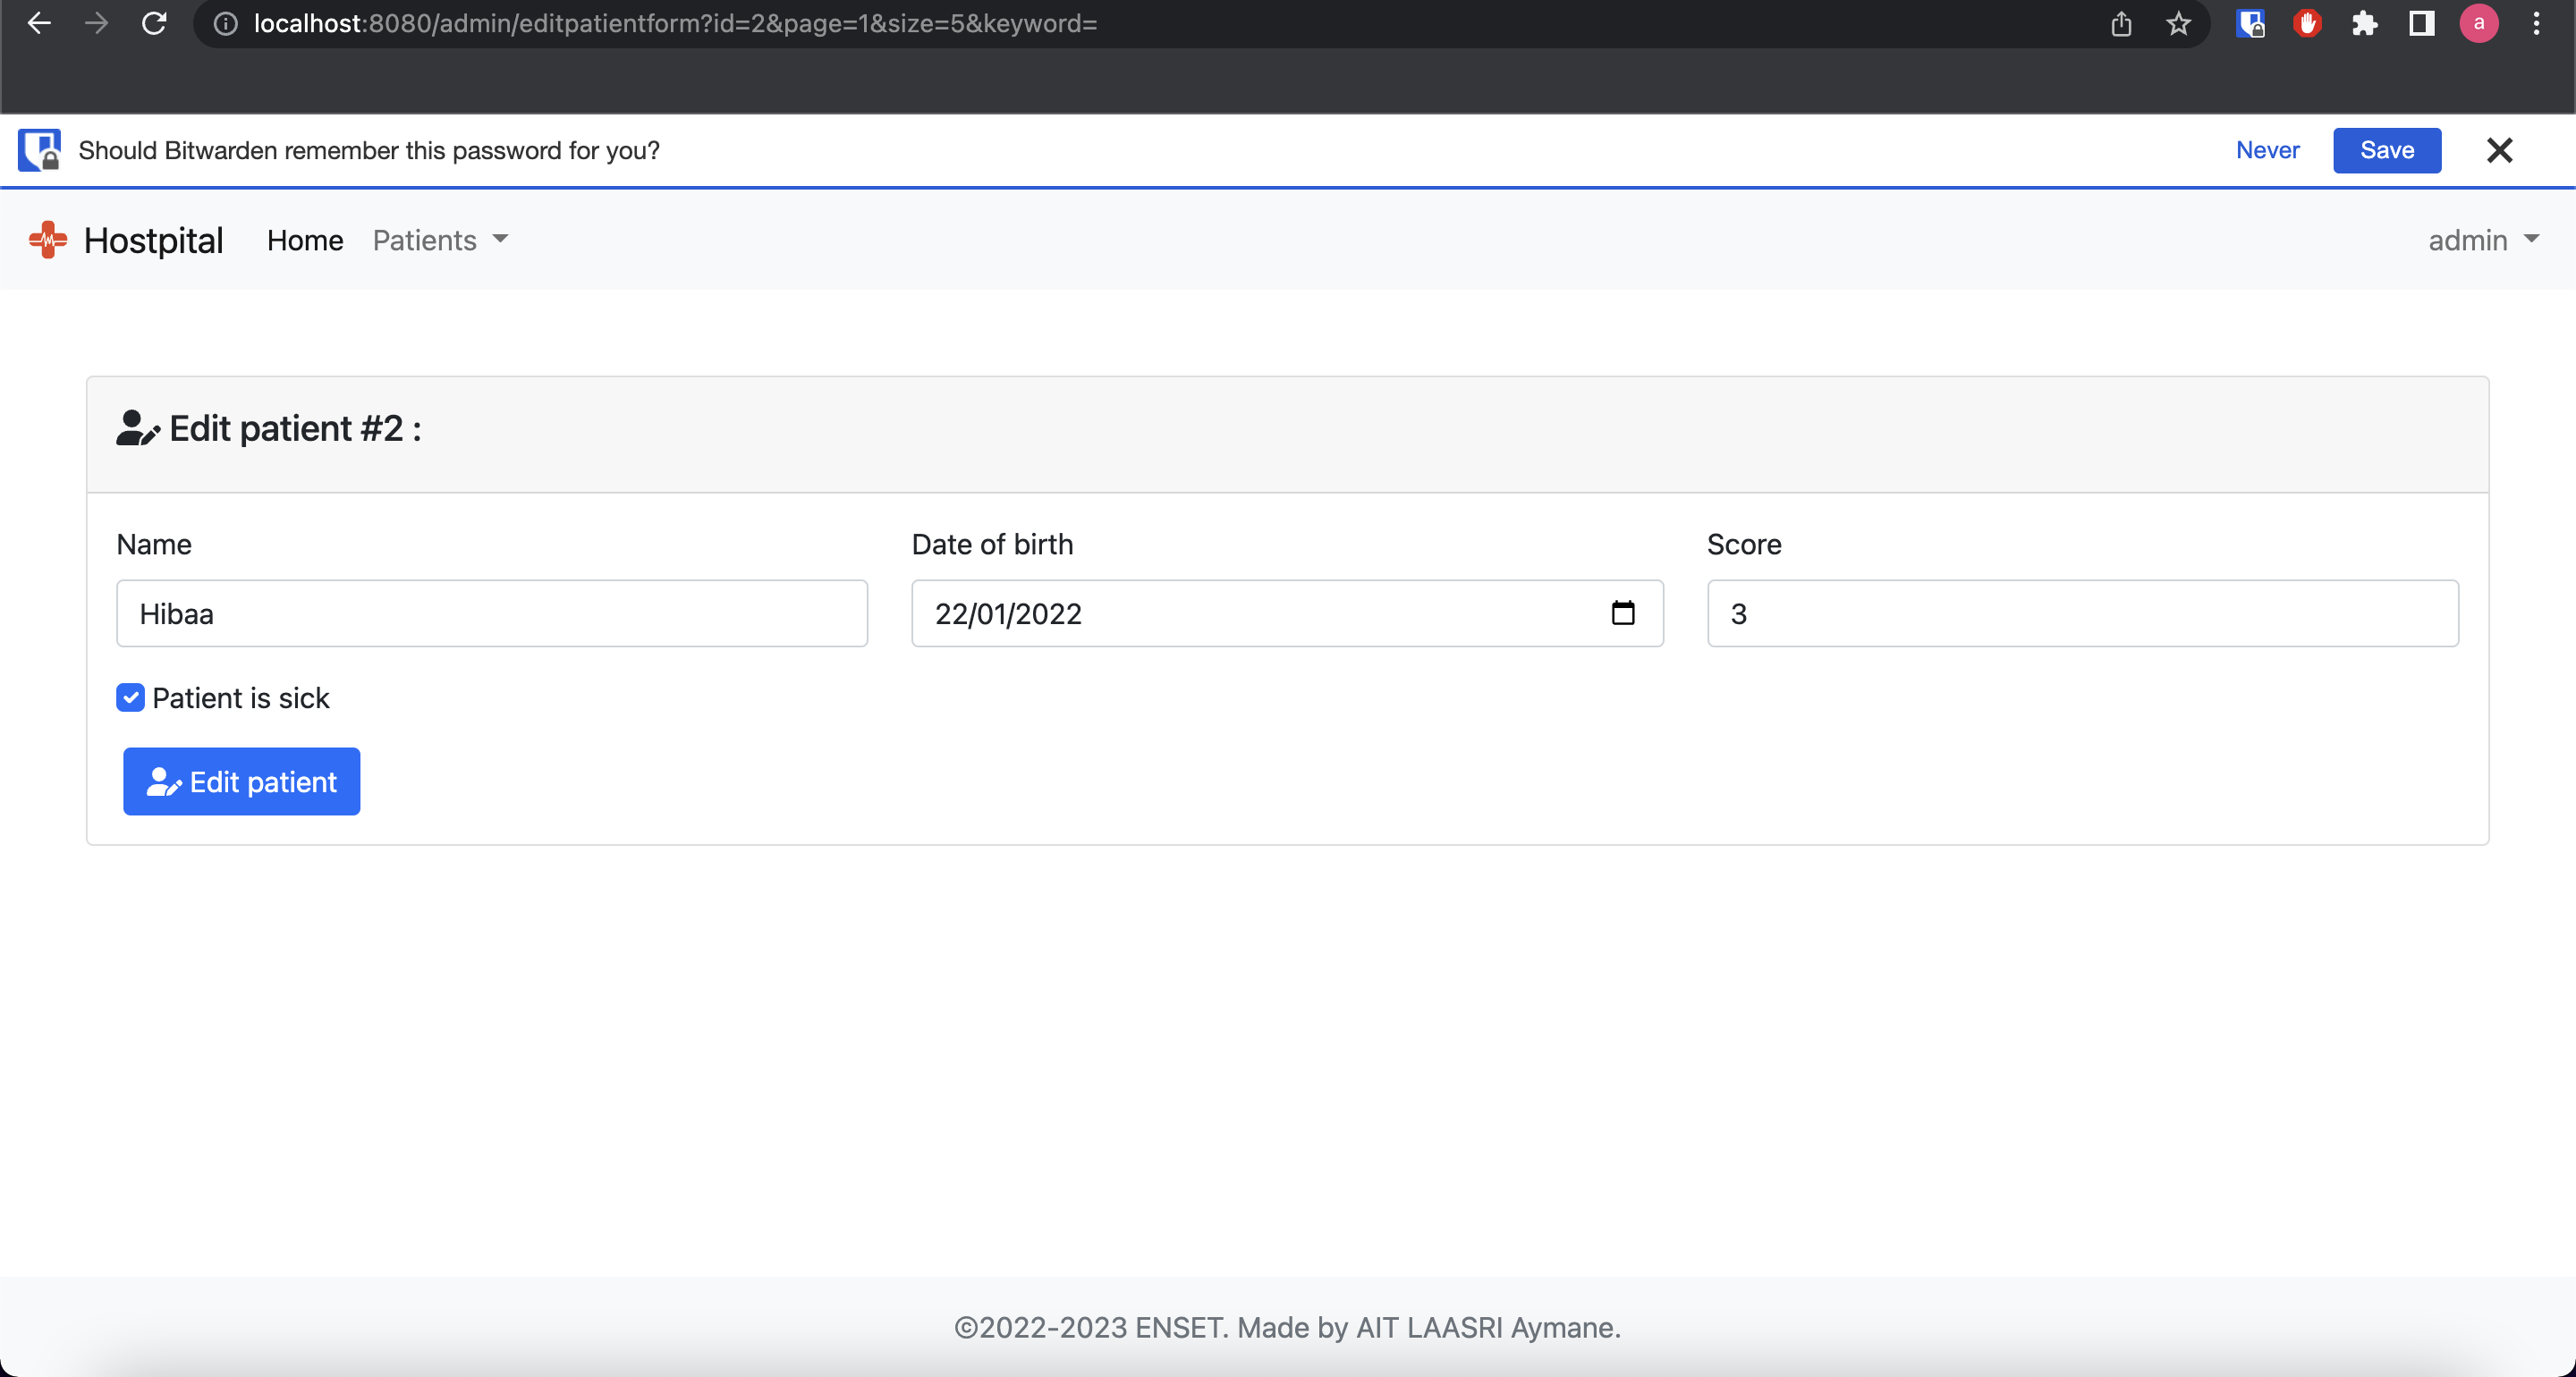 localhost:8080/admin/editpatientform?id=2&page=1&size=5&keyword=
a
Should Bitwarden remember this password for you?
Never
Save
Hostpital
Home
Patients
admin
Edit patient #2 :
Name
Date of birth
Score
Hibaa
22/01/2022
3
Patient is sick
Edit patient
©2022-2023 ENSET. Made by AIT LAASRI Aymane.